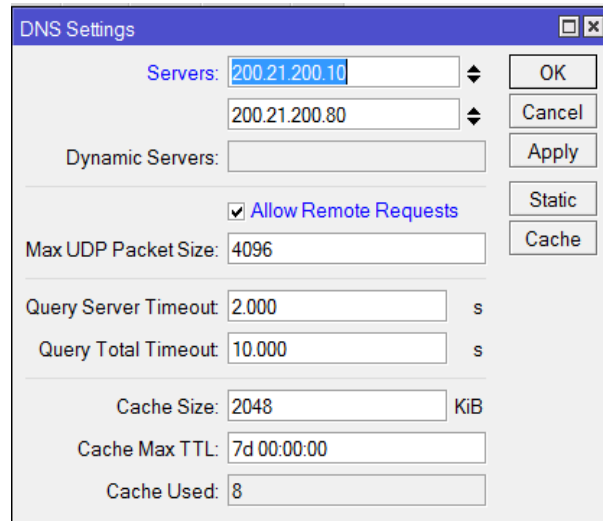 DNS Settings
Servers: 200.21.200.10 OK
200.21.200.80 Cancel
Dynamic Servers: Apply
Allow Remote Requests Static
Max UDP Packet Size: 4096 Cache
Query Server Timeout: 2.000 s
Query Total Timeout: 10.000 s
Cache Size: 2048 KiB
Cache Max TTL: 7d 00:00:00
Cache Used: 8